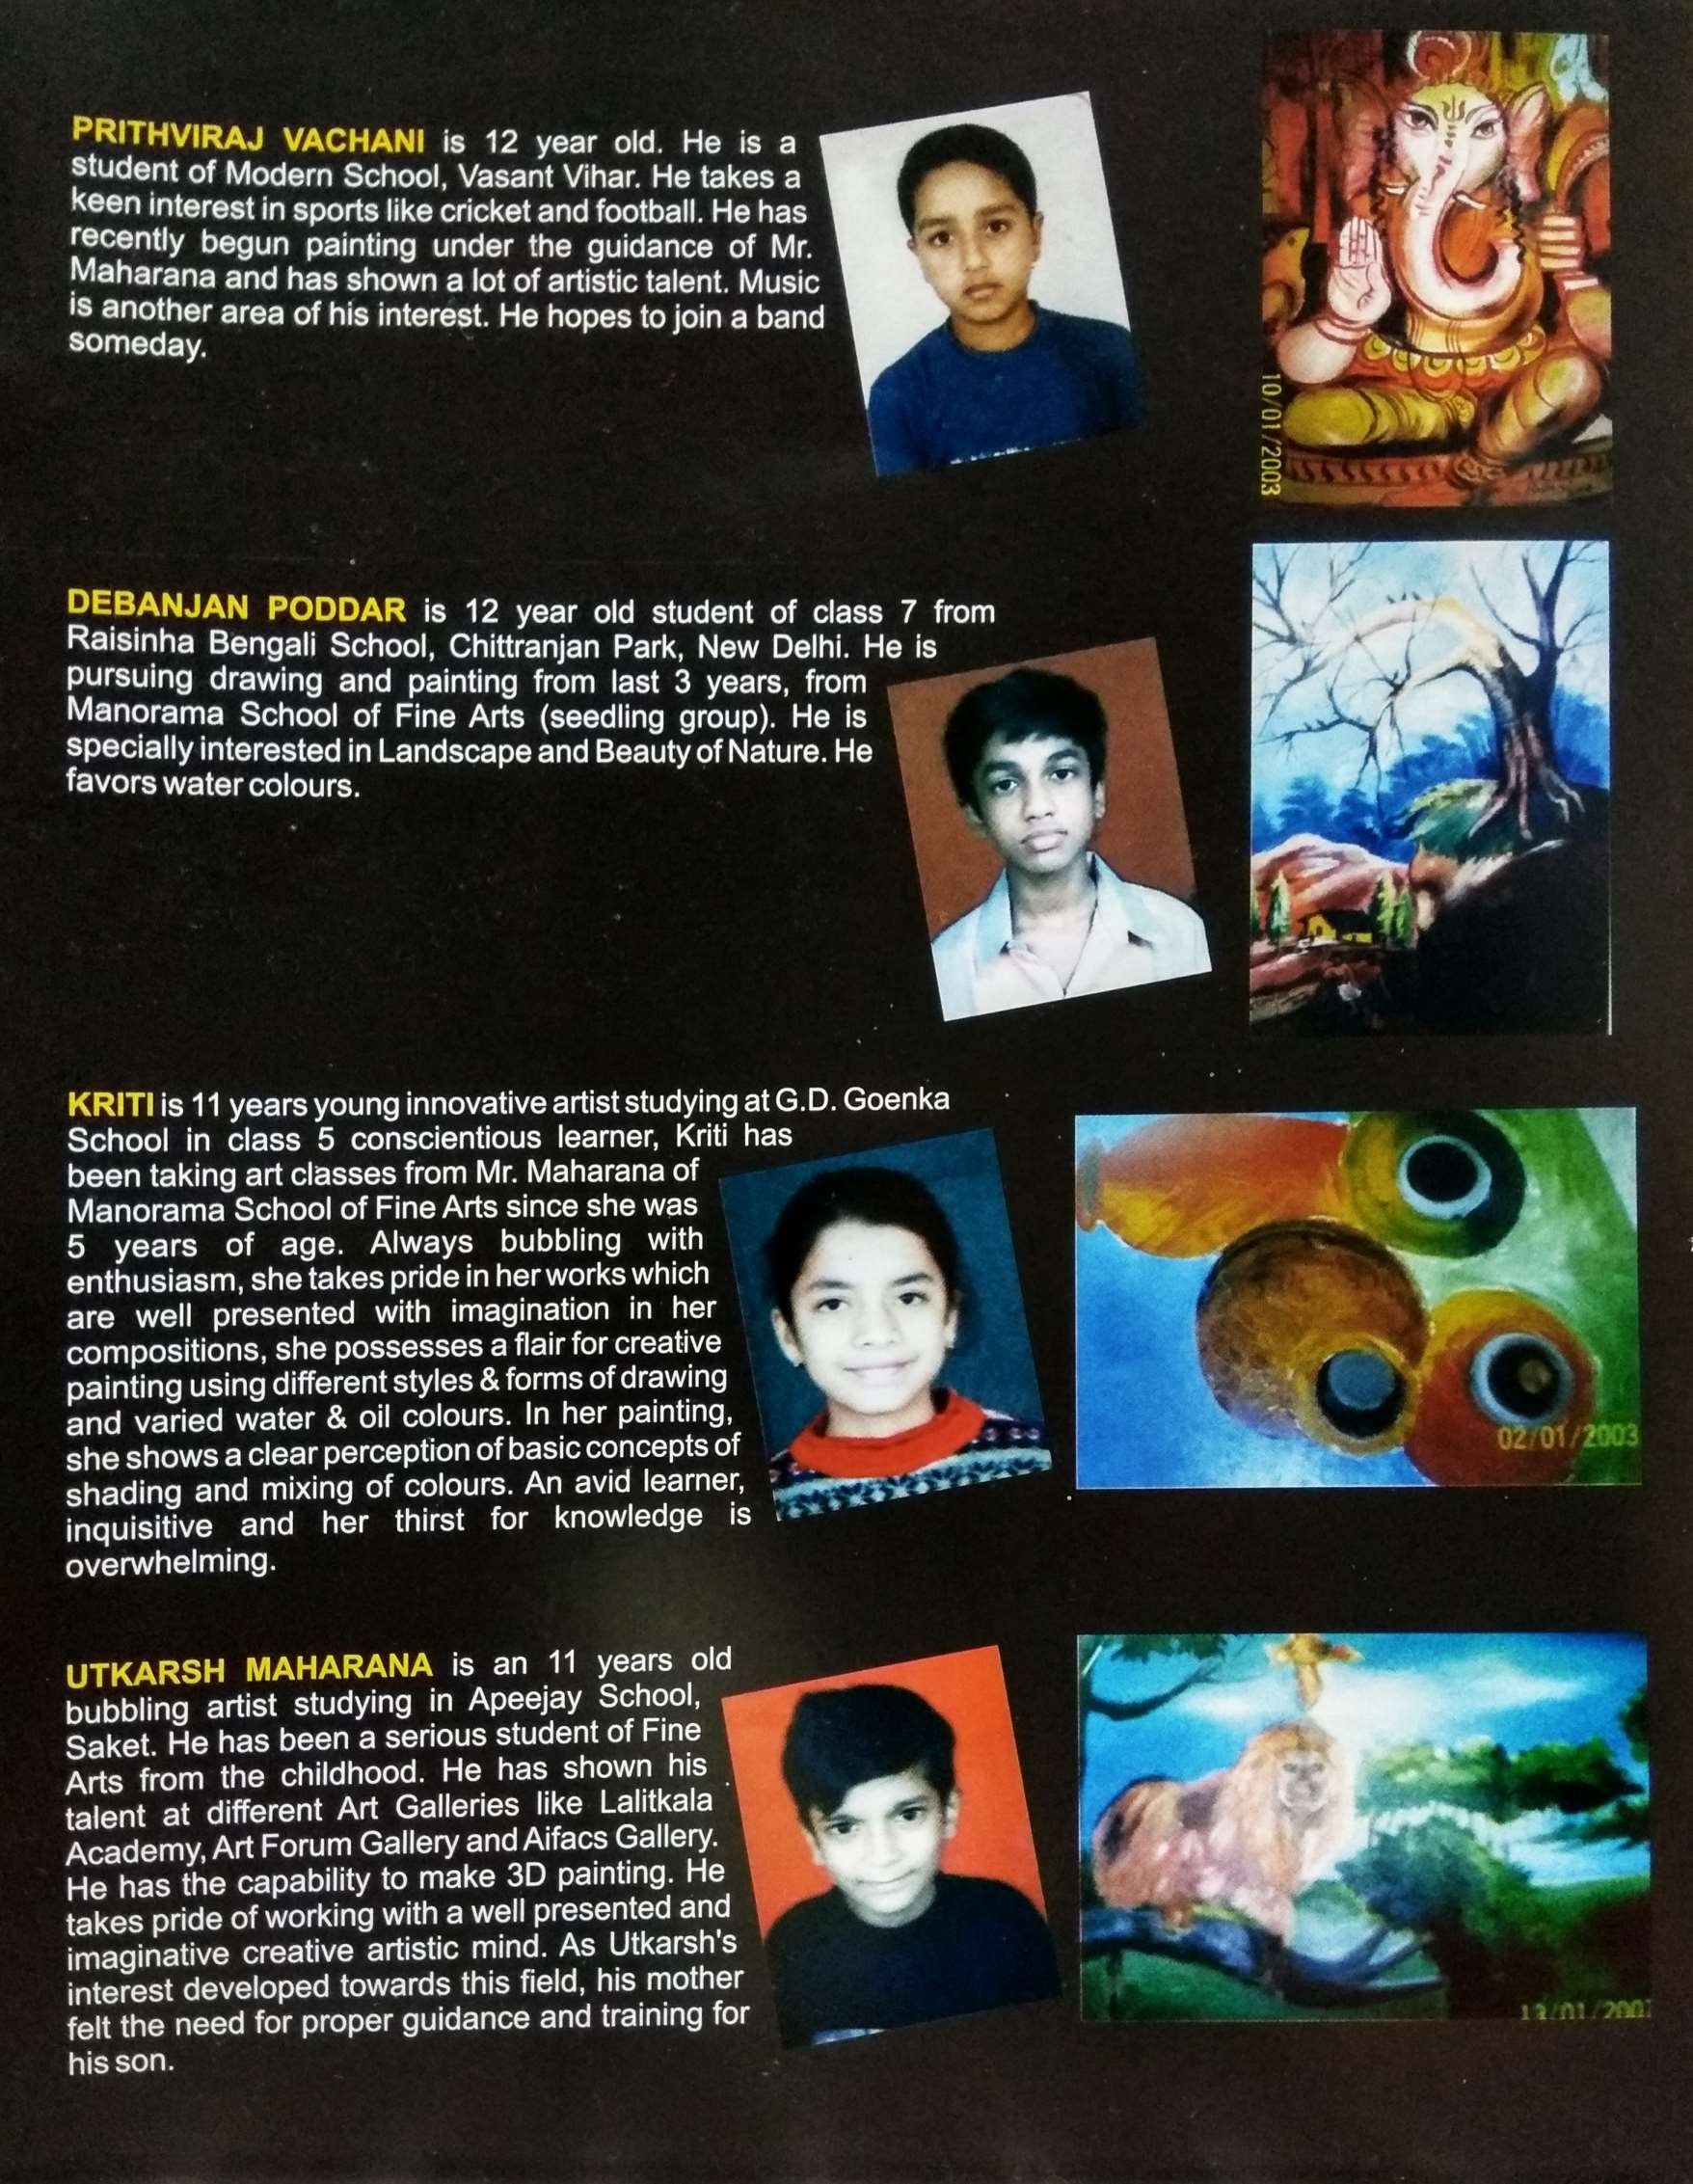 PRITHVIRAJ VACHANI is 12 year old. He is a
student of Modern School, Vasant Vihar. He takes a
keen interest in sports like cricket and football. He has
recently begun painting under the guidance of Mr.
Maharana and has shown a lot of artistic talent. Music
is another area of his interest. He hopes to join a band
someday.
10/01/2003
DEBANJAN PODDAR is 12 year old student of class 7 from
Raisinha Bengali School, Chittranjan Park, New Delhi. He is
pursuing drawing and painting from last 3 years, from
Manorama School of Fine Arts (seedling group). He is
specially interested in Landscape and Beauty of Nature. He
favors water colours.
KRITI is 11 years young innovative artist studying at G.D. Goenka
School in class 5 conscientious learner, Kriti has
been taking art classes from Mr. Maharana of
Manorama School of Fine Arts since she was
5 years of age. Always bubbling with
enthusiasm, she takes pride in her works which
are well presented with imagination in her
compositions, she possesses a flair for creative
painting using different styles & forms of drawing
and varied water & oil colours. In her painting,
she shows a clear perception of basic concepts of
shading and mixing of colours. An avid learner,
inquisitive and her thirst for knowledge is
overwhelming.
02/01/2003
UTKARSH MAHARANA is an 11 years old
bubbling artist studying in Apeejay School,
Saket. He has been a serious student of Fine
Arts from the childhood. He has shown his
talent at different Art Galleries like Lalitkala
Academy, Art Forum Gallery and Aifacs Gallery.
He has the capability to make 3D painting. He
takes pride of working with a well presented and
imaginative creative artistic mind. As Utkarsh's
interest developed towards this field, his mother
felt the need for proper guidance and training for
his son.